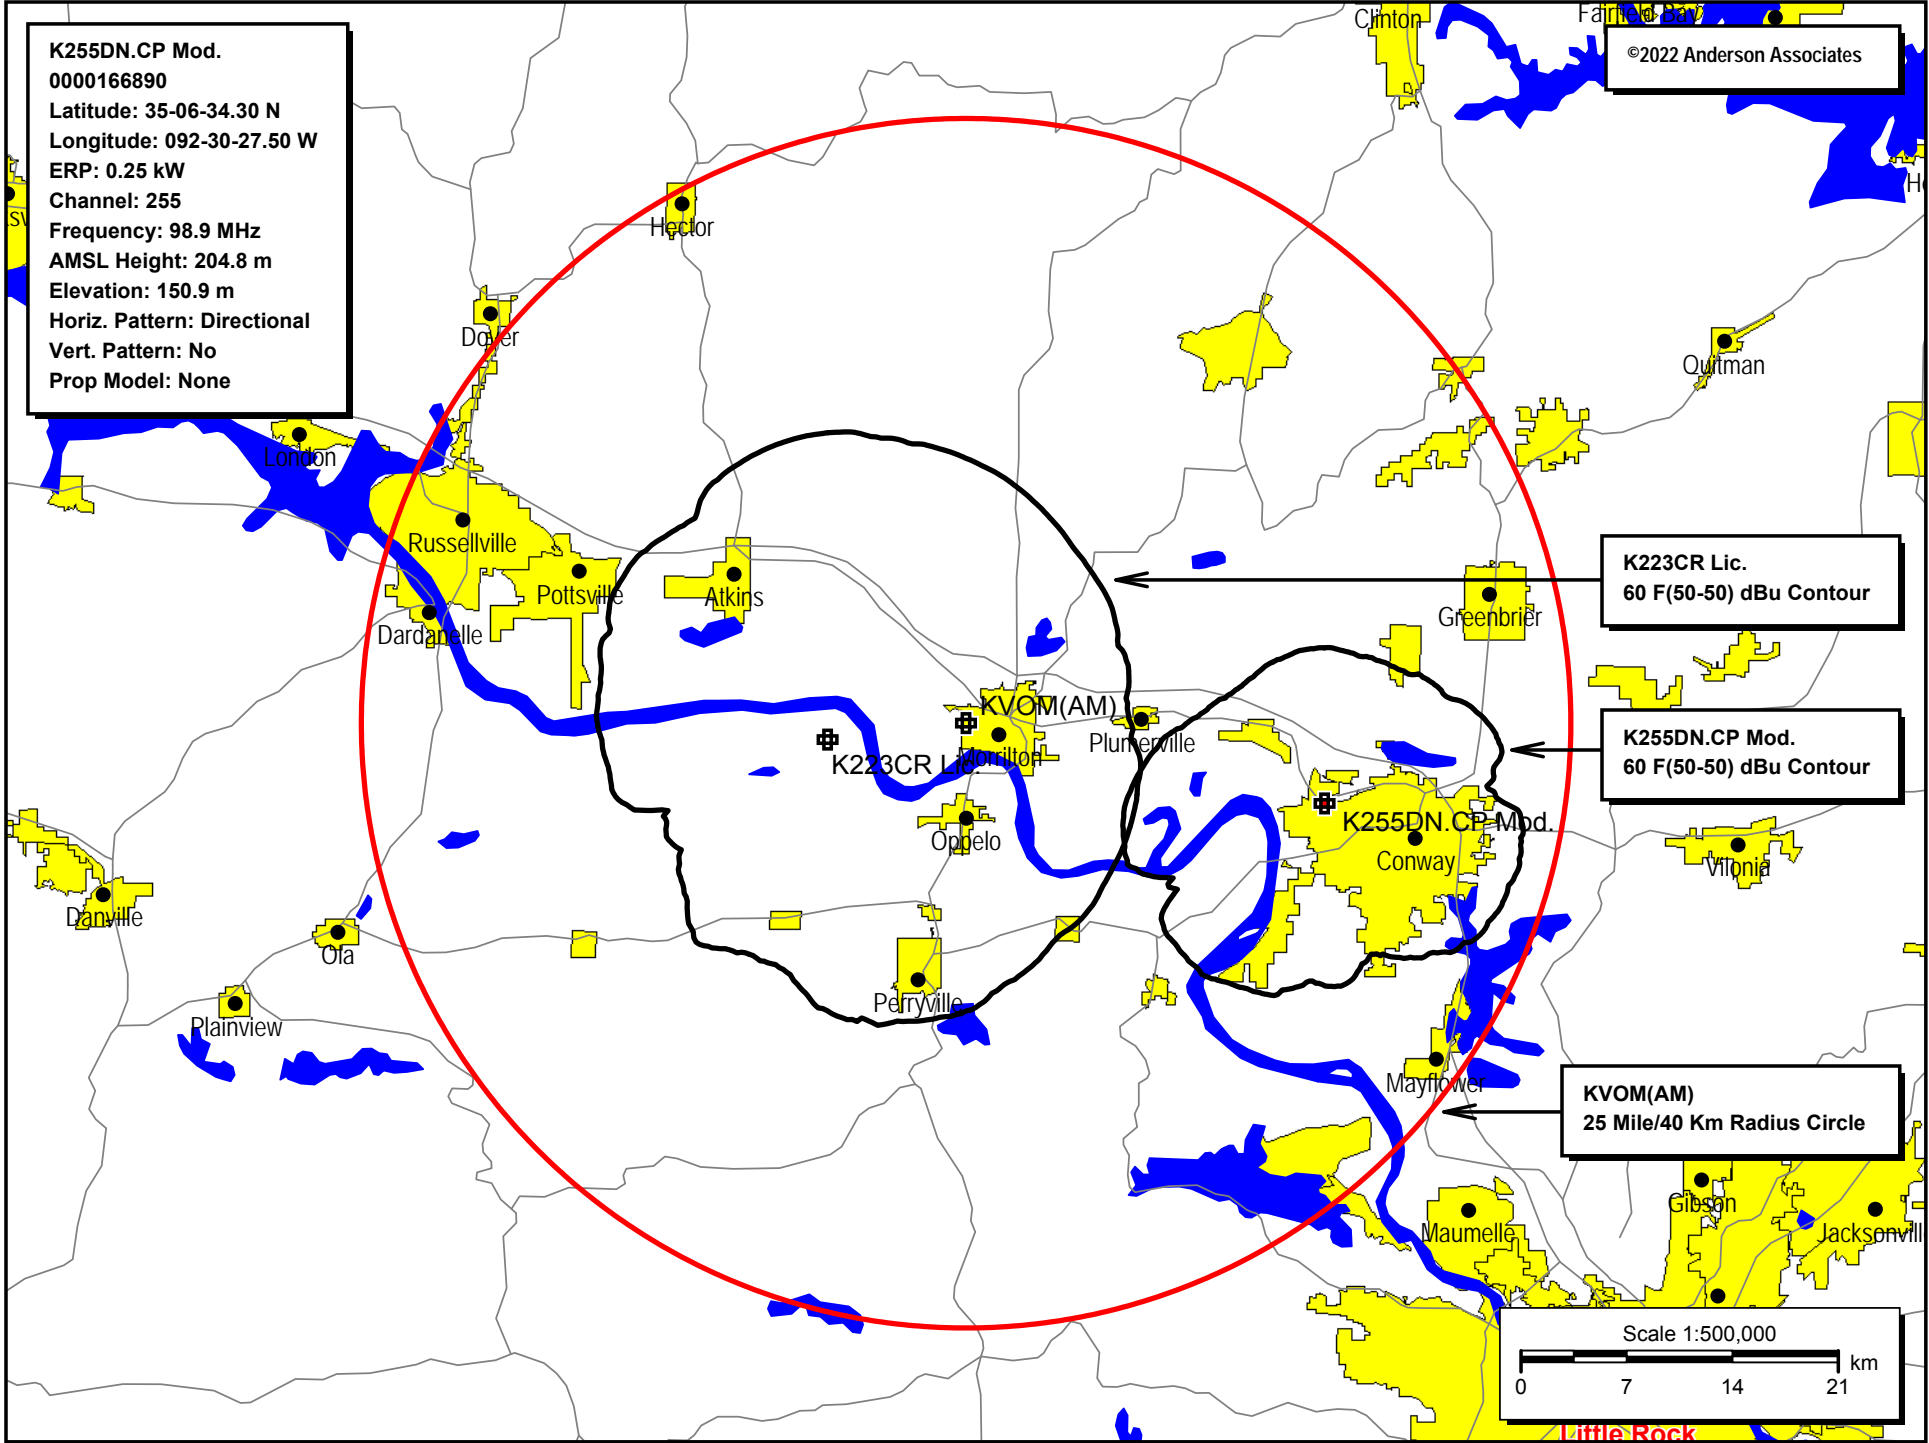 K255DN.CP Mod.
0000166890
Latitude: 35-06-34.30 N
Longitude: 092-30-27.50 W
ERP: 0.25 kW
Channel: 255
Frequency: 98.9 MHz
AMSL Height: 204.8 m
Elevation: 150.9 m
Horiz. Pattern: Directional
Vert. Pattern: No
Prop Model: None
Clinton
Fairfield Bay
©2022 Anderson Associates
Hector
Dover
Quitman
London
Russellville
Pottsville
Atkins
Dardanelle
Greenbrier
K223CR Lic.
60 F(50-50) dBu Contour
KVOM(AM)
Morrilton
Plumerville
K223CR Lic.
K255DN.CP Mod.
60 F(50-50) dBu Contour
K255DN.CP Mod.
Oppelo
Conway
Vilonia
Danville
Ola
Perryville
Plainview
Mayflower
KVOM(AM)
25 Mile/40 Km Radius Circle
Gibson
Maumelle
Jacksonvill
Scale 1:500,000
km
0 7 14 21
Little Rock